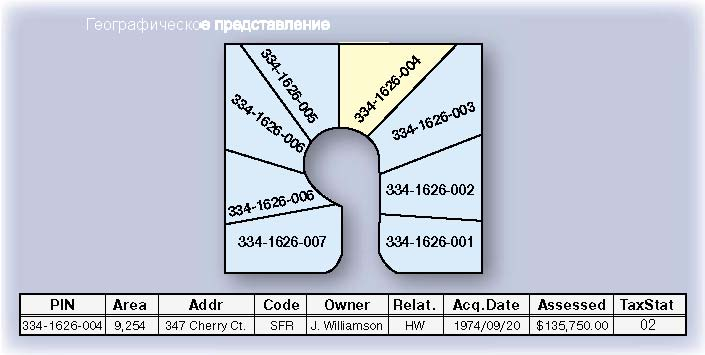 Географическое представление
334-1626-005
334-1626-004
334-1626-006
334-1626-003
334-1626-006
334-1626-002
334-1626-007
334-1626-001
PIN Area Addr Code Owner Relat. Acq.Date Assessed TaxStat
334-1626-004 9,254 347 Cherry Ct. SFR J. Williamson HW 1974/09/20 $135,750.00 02